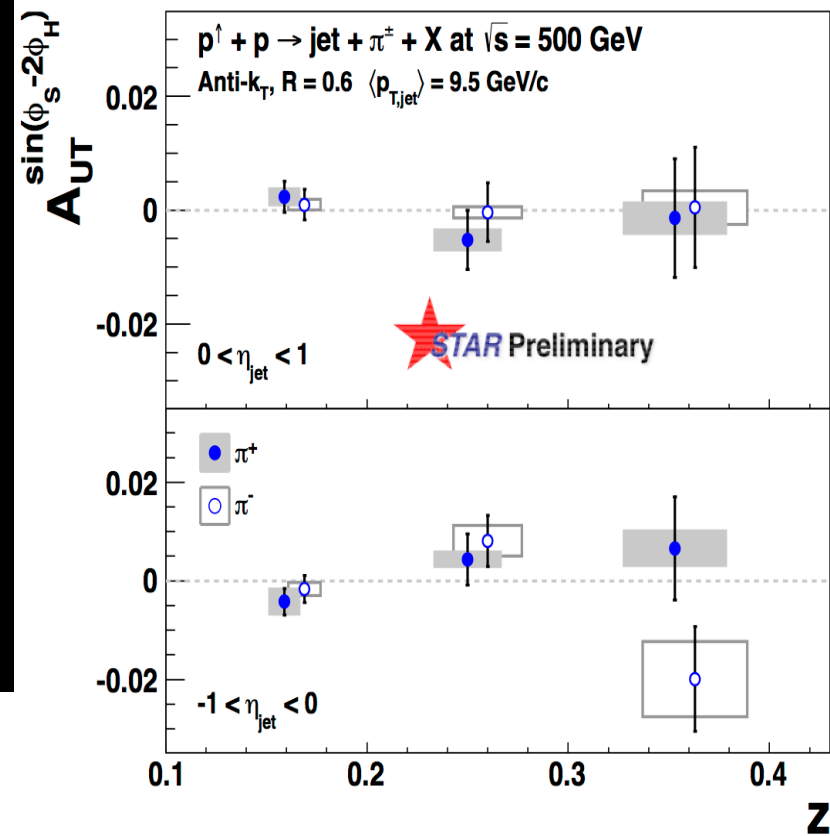 A_UT^sin(ϕ_S-2ϕ_H)
p↑ + p → jet + π± + X at √s = 500 GeV
Anti-k_T, R = 0.6 ⟨p_T,jet⟩ = 9.5 GeV/c
0.02
0
-0.02
STAR Preliminary
0 < η_jet < 1
π+
π-
0.02
0
-0.02
-1 < η_jet < 0
0.1 0.2 0.3 0.4
z